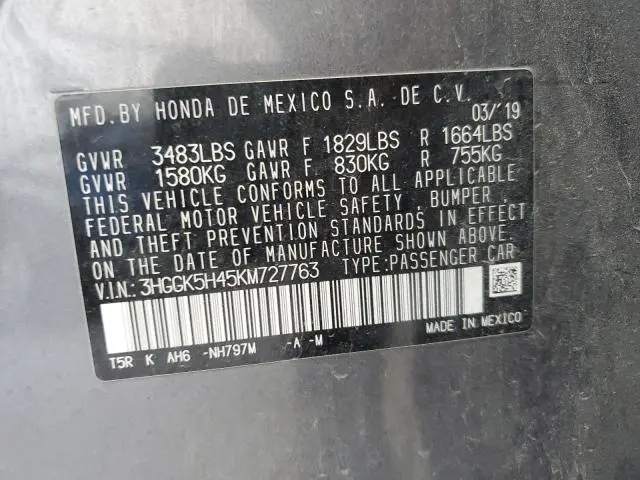 MFD. BY HONDA DE MEXICO S.A. DE C.V.
03/'19
GVWR 3483LBS GAWR F 1829LBS R 1664LBS
GVWR 1580KG GAWR F 830KG R 755KG
THIS VEHICLE CONFORMS TO ALL APPLICABLE
FEDERAL MOTOR VEHICLE SAFETY, BUMPER,
AND THEFT PREVENTION STANDARDS IN EFFECT
ON THE DATE OF MANUFACTURE SHOWN ABOVE.
V.I.N.: 3HGGK5H45KM727763 TYPE: PASSENGER CAR
T5R K AH6 -NH797M -A -M MADE IN MEXICO